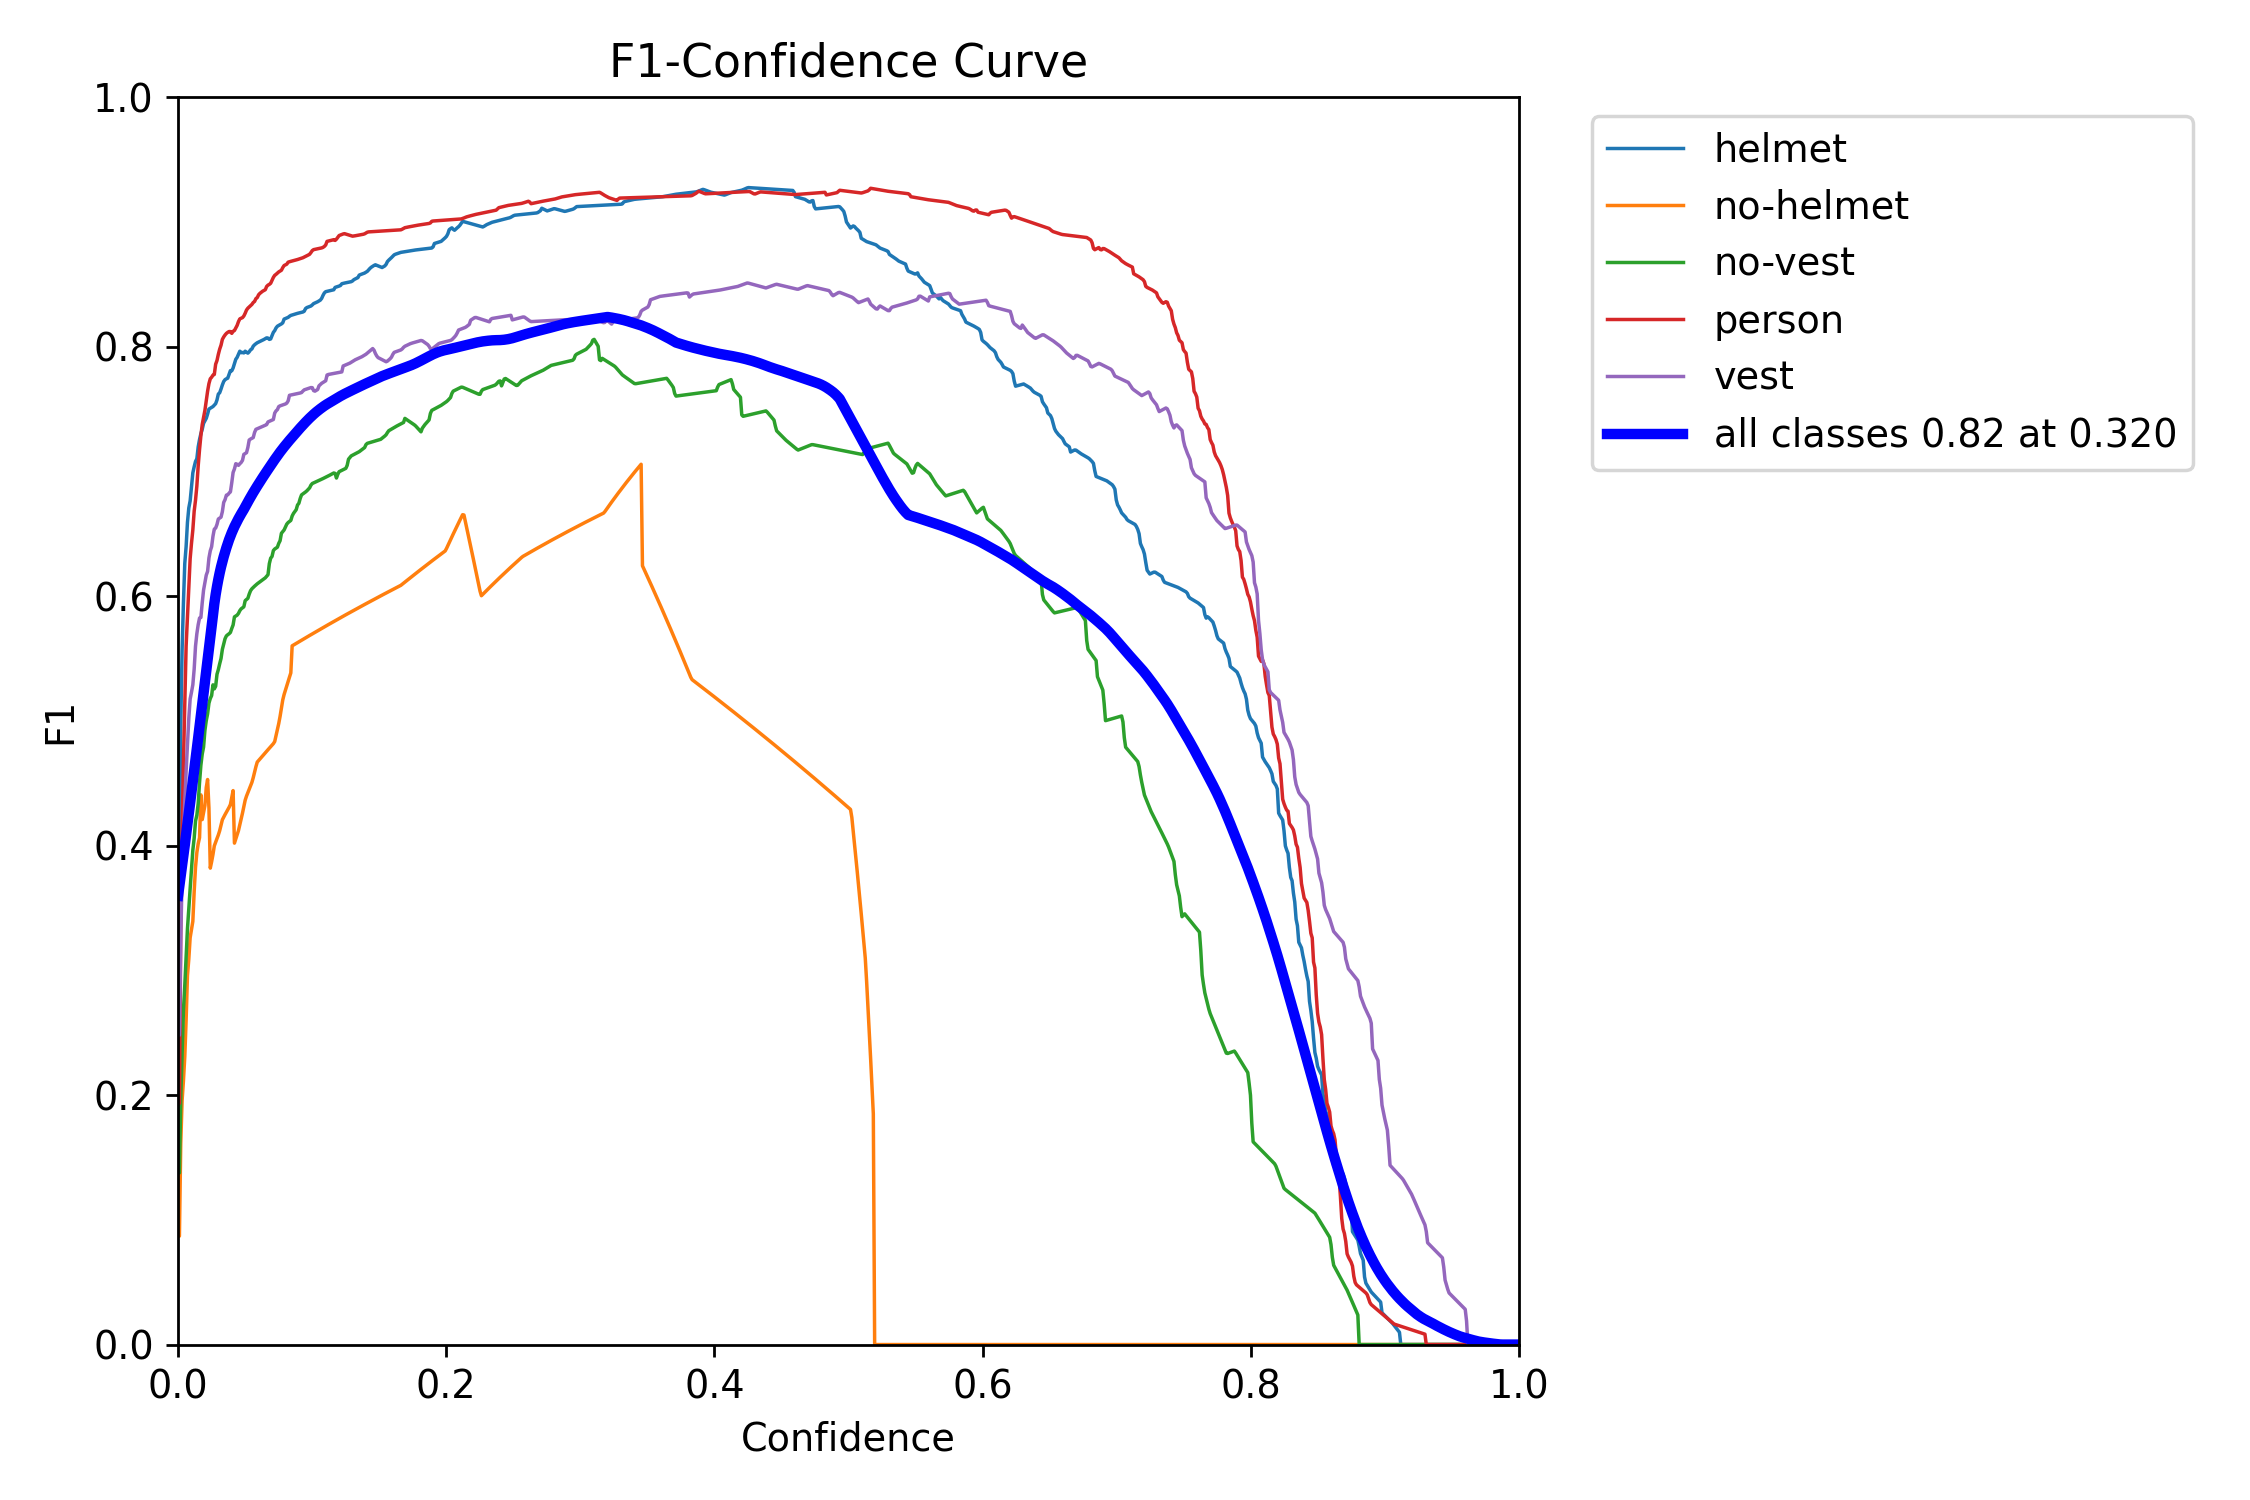 F1-Confidence Curve
1.0
0.8
0.6
0.4
0.2
0.0
F1
0.0 0.2 0.4 0.6 0.8 1.0
Confidence
helmet
no-helmet
no-vest
person
vest
all classes 0.82 at 0.320